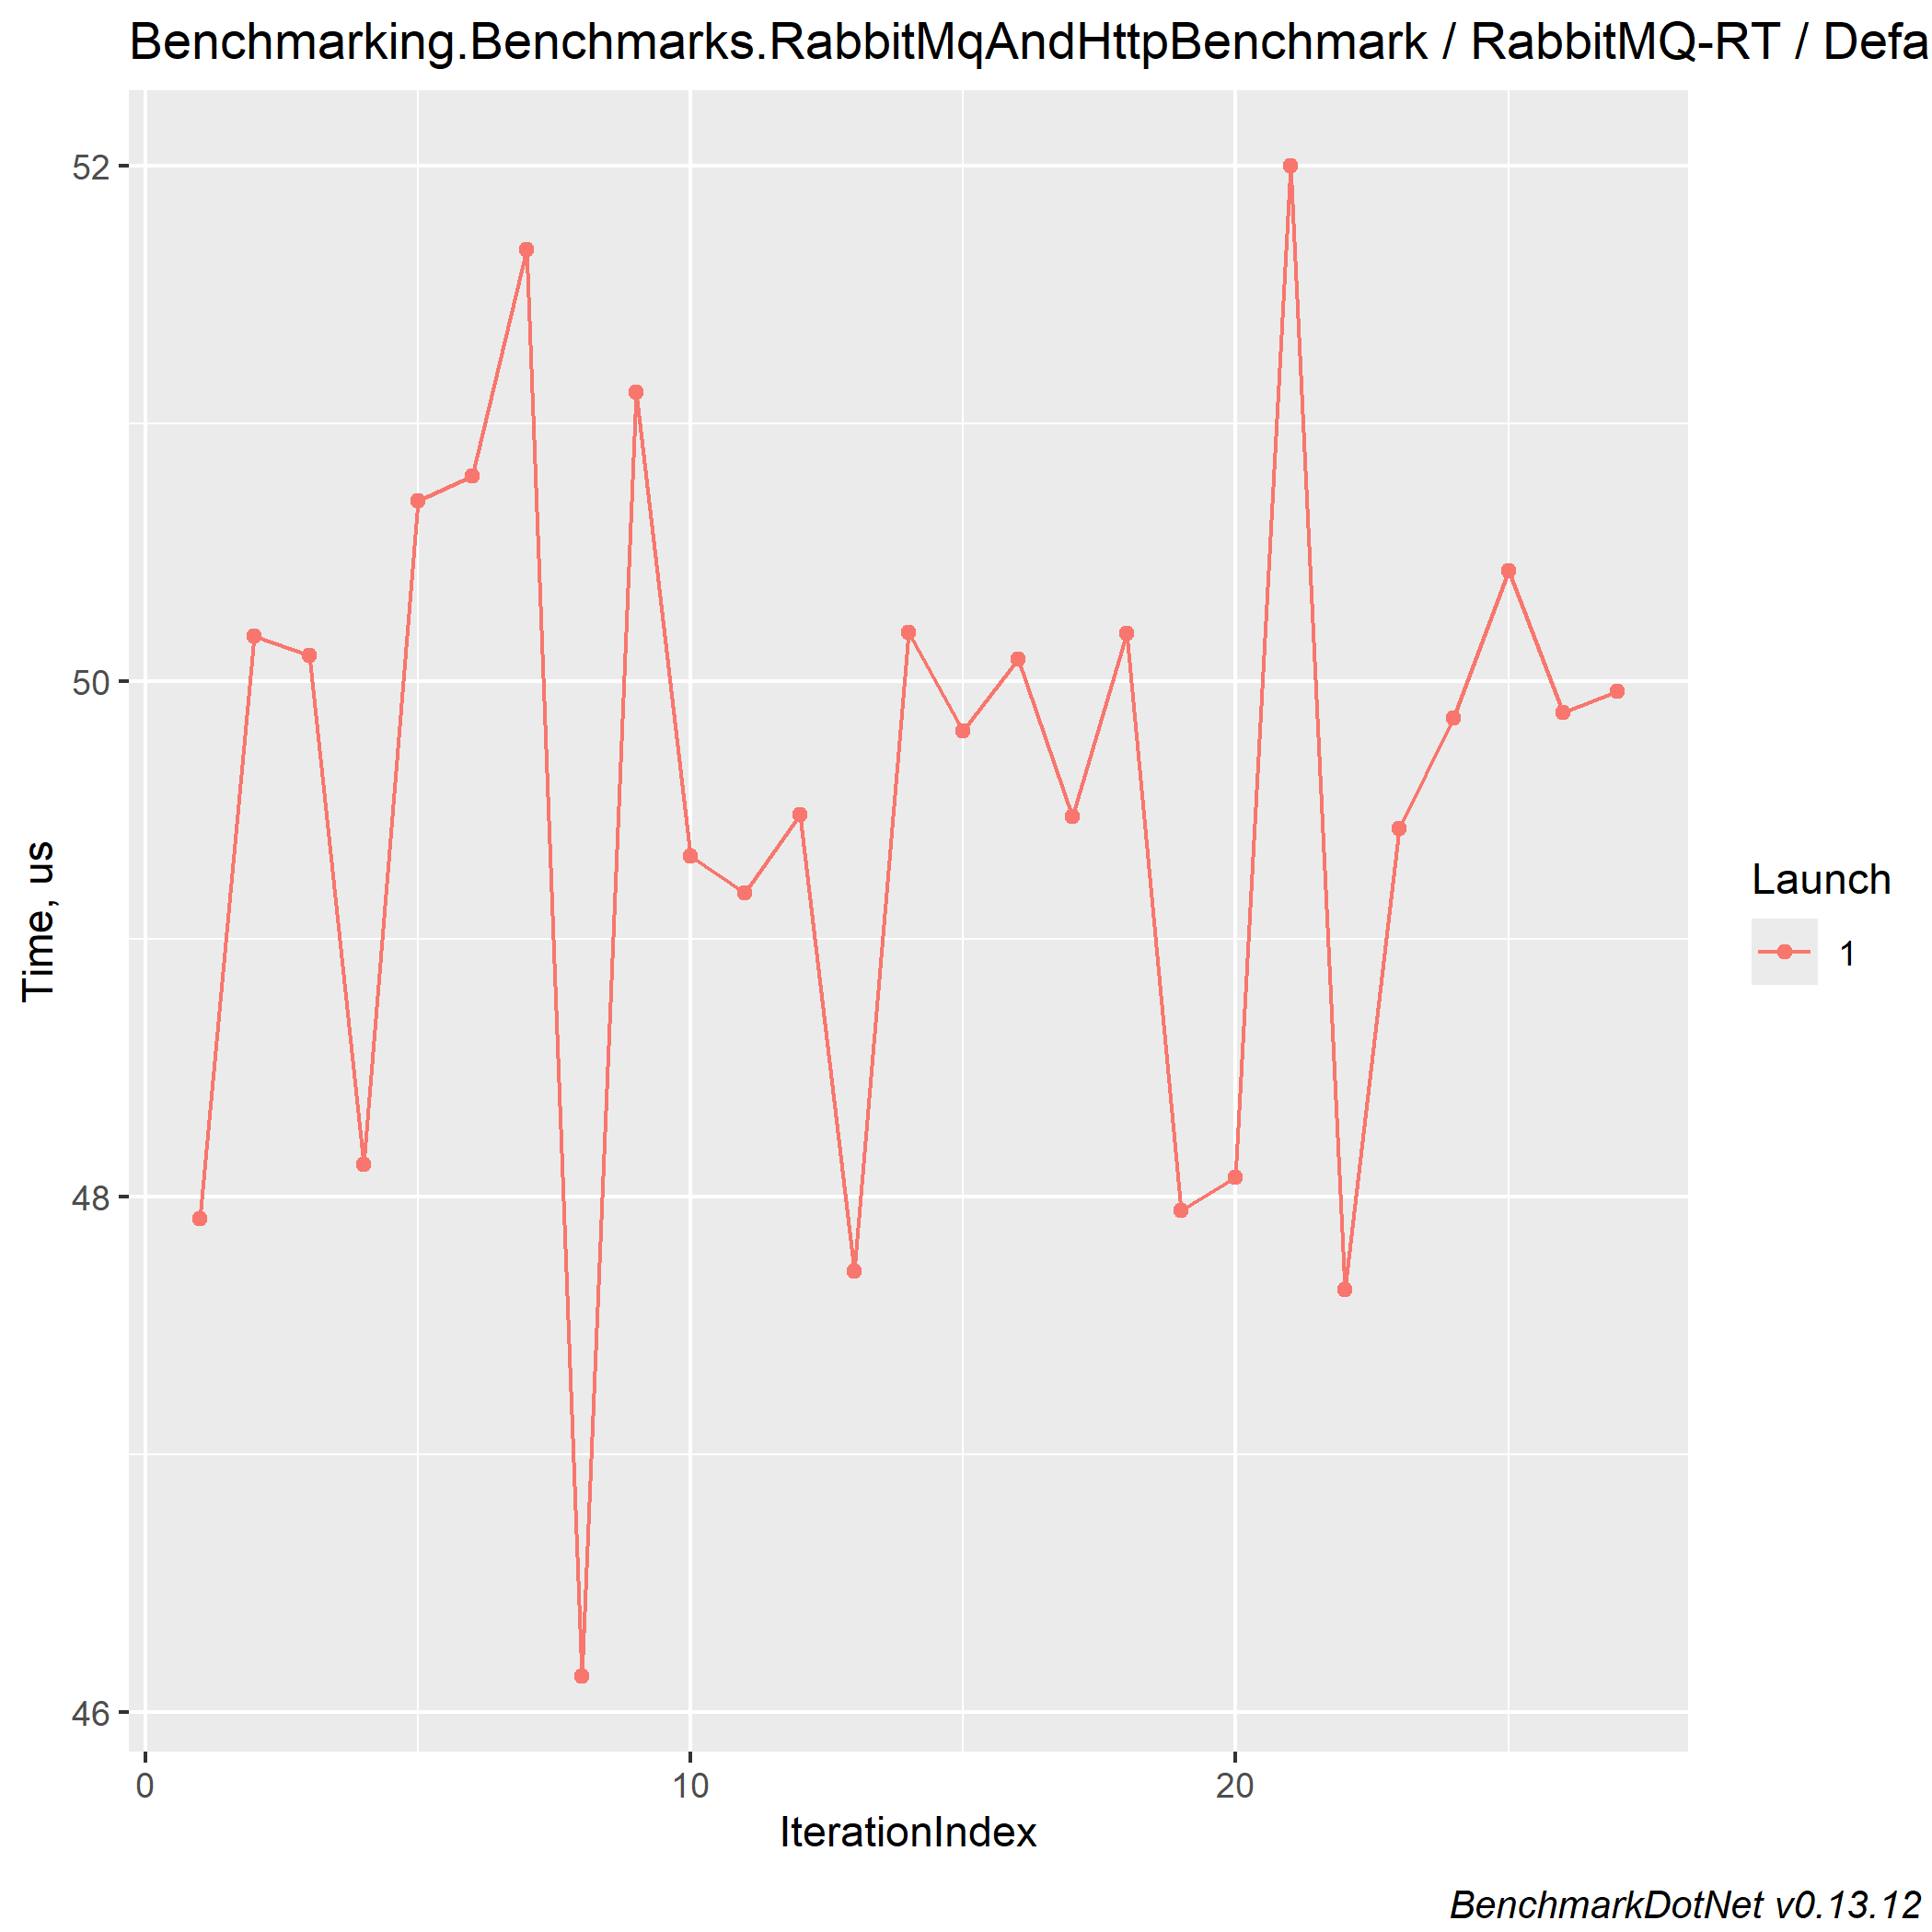 Benchmarking.Benchmarks.RabbitMqAndHttpBenchmark / RabbitMQ-RT / Defa
52
50
48
46
Time, us
0 10 20
IterationIndex
Launch
1
BenchmarkDotNet v0.13.12